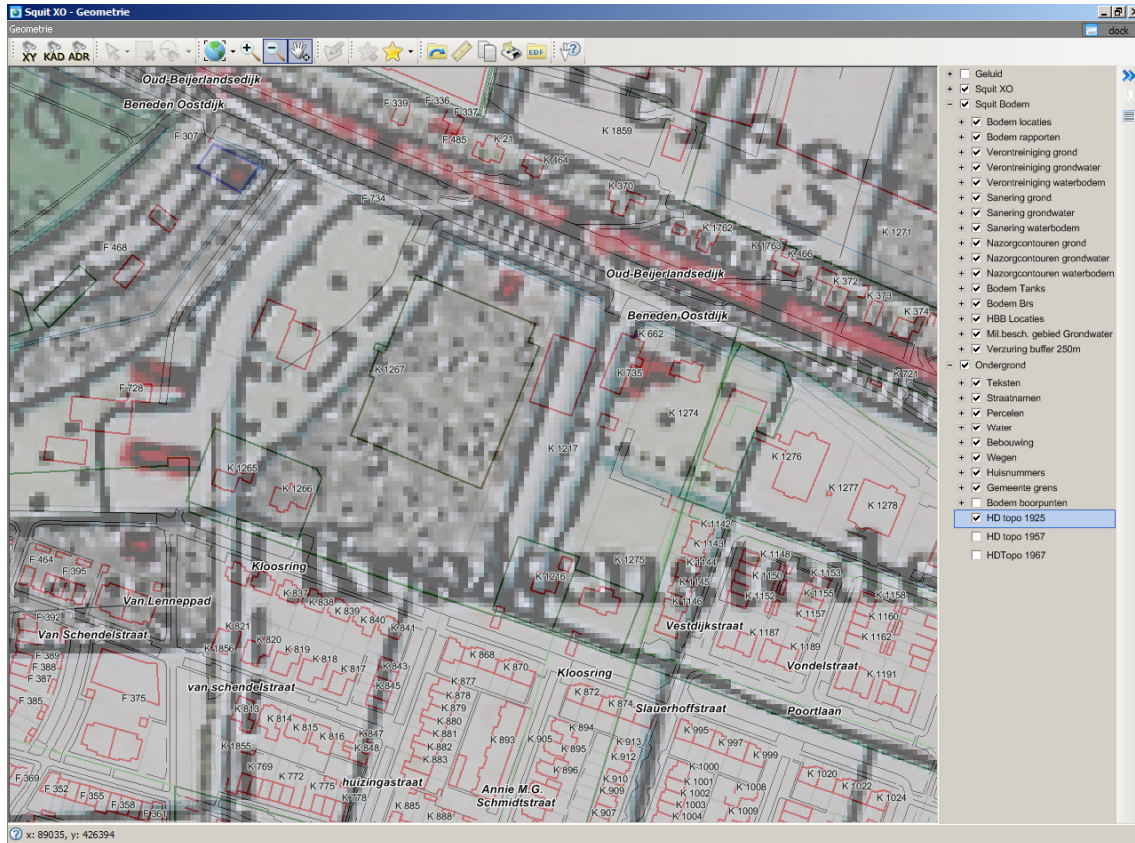 Squit XO - Geometrie
Geometrie
dock
XY KAD ADR
EDF
Oud-Beijerlandsedijk
Beneden Oostdijk
F 307
F 339
F 336
F 337
F 485
K 21
K 464
K 1859
K 370
F 734
K 1762
K 1763
K 466
K 1271
F 468
K 372
K 373
K 374
Oud-Beijerlandsedijk
Beneden Oostdijk
K 662
K 735
K 721
K 1267
F 728
K 1274
K 1217
K 1276
K 1265
K 1266
K 1277
K 1278
K 1142
K 1143
K 1144
K 1145
K 1146
K 1148
K 1150
K 1152
K 1153
K 1155
K 1157
K 1158
K 1160
K 1162
K 1216
K 1275
F 464
F 395
Kloosring
K 837
K 838
K 839
K 840
K 841
Van Lenneppad
F 392
Van Schendelstraat
K 821
K 1856
K 820
K 819
K 818
K 817
K 843
K 845
Vestdijkstraat
K 1187
K 1189
K 1191
Vondelstraat
F 389
F 388
F 387
F 385
F 375
K 868
K 870
Kloosring
K 872
K 874
van schendelstraat
K 877
K 878
K 879
K 880
K 881
K 882
K 883
Slauerhoffstraat
Poortlaan
K 813
K 814
K 815
K 816
K 847
K 848
K 1855
K 893
K 905
K 894
K 895
K 896
K 913
K 912
K 910
K 909
K 907
K 995
K 997
K 999
K 1000
K 1001
K 1002
K 1003
K 1004
K 1008
K 1009
K 1020
K 1022
K 1024
K 769
K 772
K 775
K 778
huizingastraat
K 885
K 888
Annie M.G.
Schmidtstraat
F 369
F 352
F 355
F 358
F 361
Geluid
Squit XO
Squit Bodem
Bodem locaties
Bodem rapporten
Verontreiniging grond
Verontreiniging grondwater
Verontreiniging waterbodem
Sanering grond
Sanering grondwater
Sanering waterbodem
Nazorgcontouren grond
Nazorgcontouren grondwater
Nazorgcontouren waterbodem
Bodem Tanks
Bodem Brs
HBB Locaties
Mil.besch. gebied Grondwater
Verzuring buffer 250m
Ondergrond
Teksten
Straatnamen
Percelen
Water
Bebouwing
Wegen
Huisnummers
Gemeente grens
Bodem boorpunten
HD topo 1925
HD topo 1957
HDTopo 1967
x: 89035, y: 426394